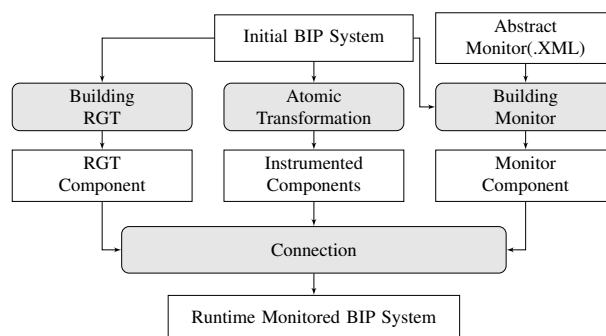 Initial BIP System
Abstract
Monitor(.XML)
Building
RGT
Atomic
Transformation
Building
Monitor
RGT
Component
Instrumented
Components
Monitor
Component
Connection
Runtime Monitored BIP System